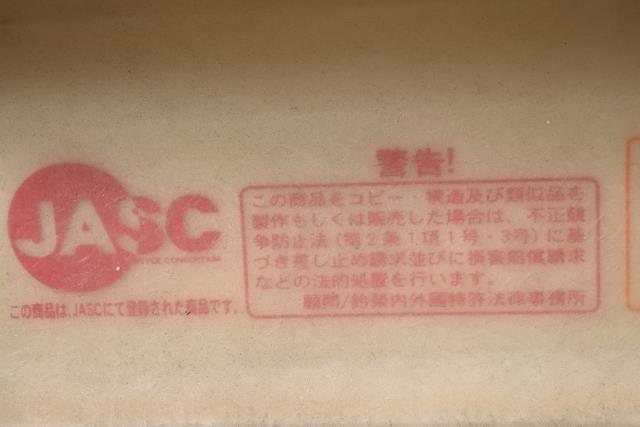 警告!
JASC
STYLE CONSORTIUM
この商品は、JASCにて登録された商品です。
この商品をコピー・構造及び類似品を
製作もしくは販売した場合は、不正競
争防止法(第2条1項1号・3号)に基
づき差し止め請求並びに損害賠償請求
などの法的処置を行います。
顧問/鈴榮内外國特許法律事務所